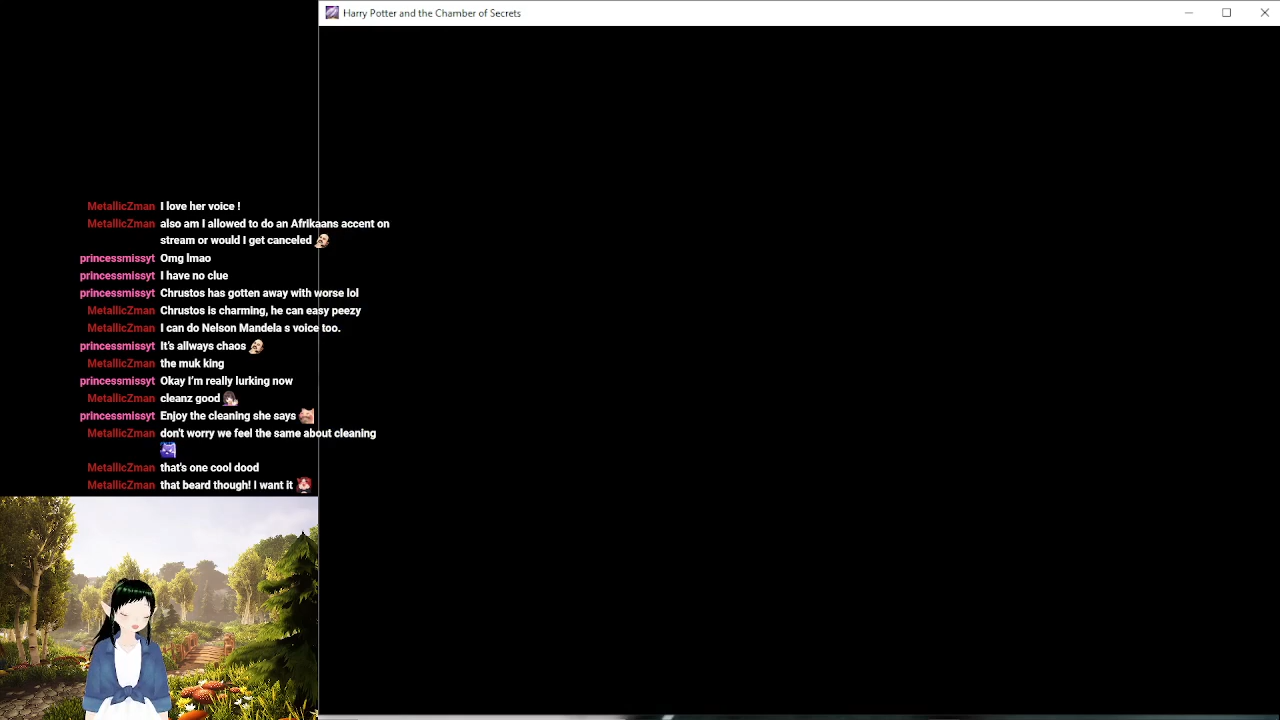 Harry Potter and the Chamber of Secrets
MetallicZman I love her voice !
MetallicZman also am I allowed to do an Afrikaans accent on
stream or would I get canceled
princessmissyt Omg lmao
princessmissyt I have no clue
princessmissyt Chrustos has gotten away with worse lol
MetallicZman Chrustos is charming, he can easy peezy
MetallicZman I can do Nelson Mandela s voice too.
princessmissyt It's allways chaos
MetallicZman the muk king
princessmissyt Okay I'm really lurking now
MetallicZman cleanz good
princessmissyt Enjoy the cleaning she says
MetallicZman don't worry we feel the same about cleaning
MetallicZman that's one cool dood
MetallicZman that beard though! I want it